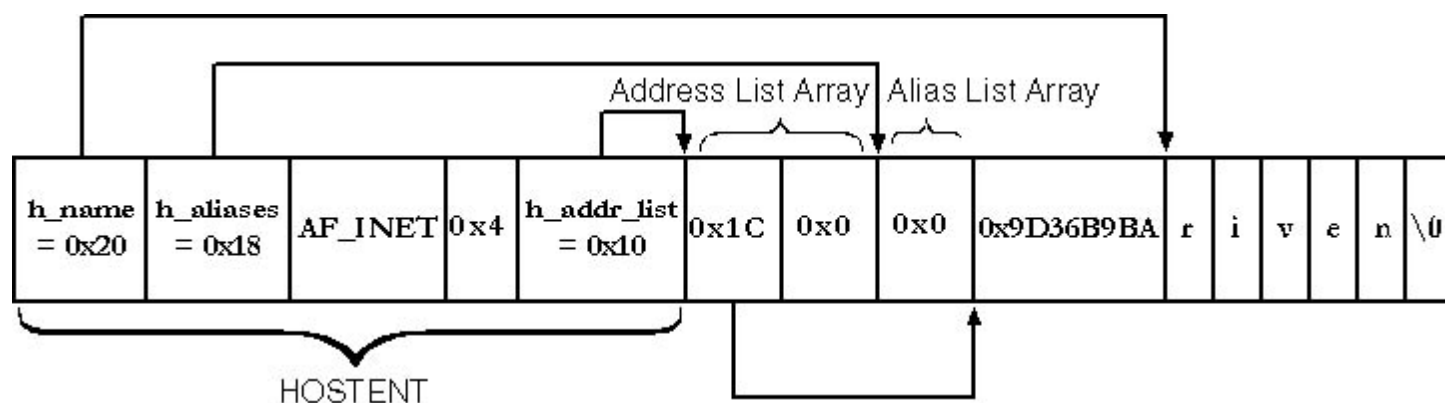 Address List Array Alias List Array
h_name = 0x20
h_aliases = 0x18
AF_INET
0x4
h_addr_list = 0x10
0x1C
0x0
0x0
0x9D36B9BA
r
i
v
e
n
\0
HOSTENT